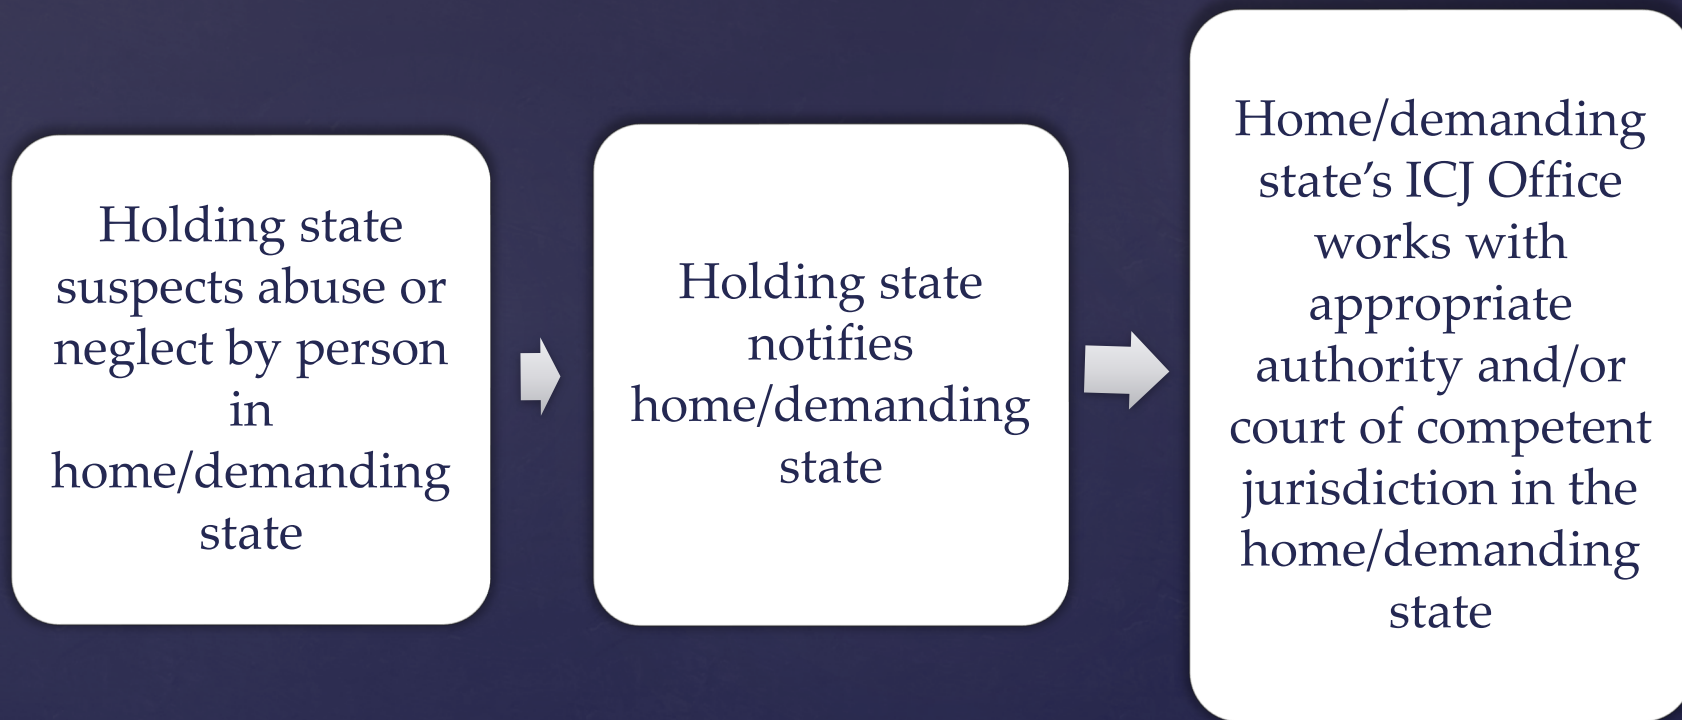 Holding state
suspects abuse or
neglect by person
in
home/demanding
state
Holding state
notifies
home/demanding
state
Home/demanding
state’s ICJ Office
works with
appropriate
authority and/or
court of competent
jurisdiction in the
home/demanding
state